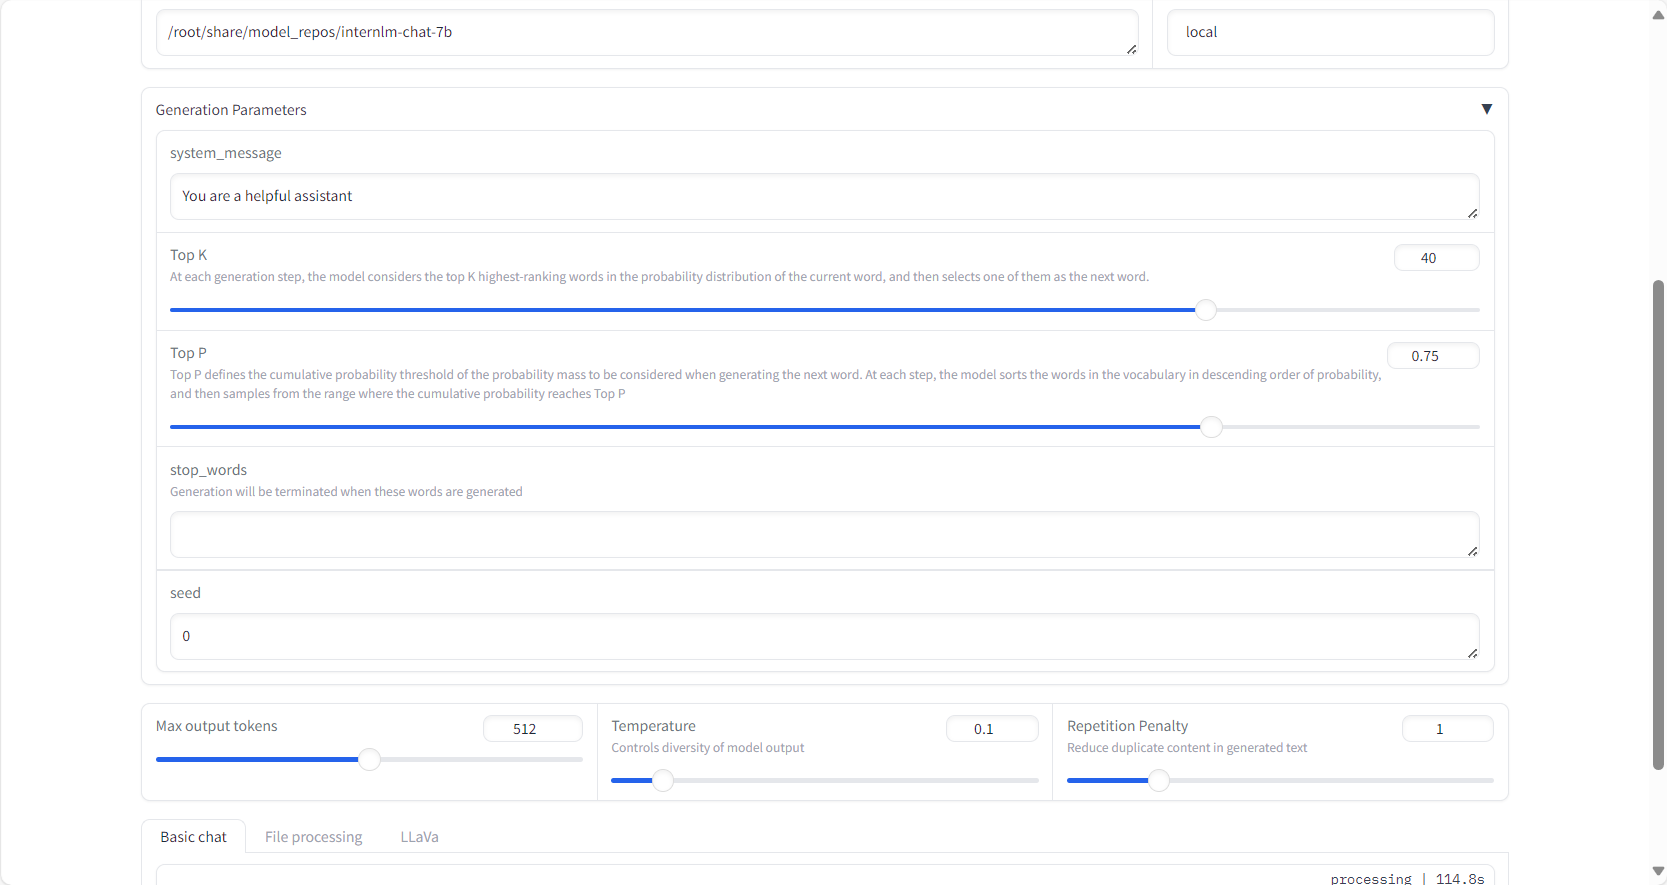 /root/share/model_repos/internlm-chat-7b
local
Generation Parameters
▼
system_message
You are a helpful assistant
Top K
40
At each generation step, the model considers the top K highest-ranking words in the probability distribution of the current word, and then selects one of them as the next word.
Top P
0.75
Top P defines the cumulative probability threshold of the probability mass to be considered when generating the next word. At each step, the model sorts the words in the vocabulary in descending order of probability,
and then samples from the range where the cumulative probability reaches Top P
stop_words
Generation will be terminated when these words are generated
seed
0
Max output tokens
512
Temperature
0.1
Controls diversity of model output
Repetition Penalty
1
Reduce duplicate content in generated text
Basic chat
File processing
LLaVa
processing | 114.8s